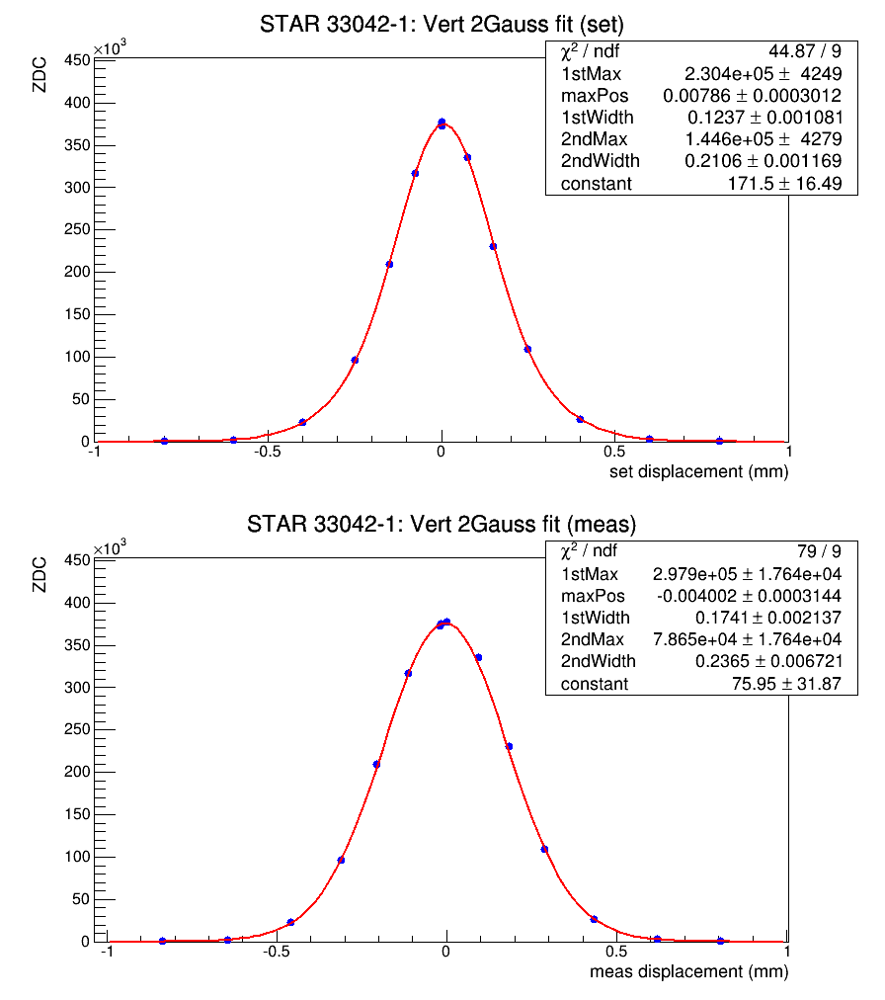 STAR 33042-1: Vert 2Gauss fit (set)
×10³
ZDC
χ² / ndf 44.87 / 9
1stMax 2.304e+05 ± 4249
maxPos 0.00786 ± 0.0003012
1stWidth 0.1237 ± 0.001081
2ndMax 1.446e+05 ± 4279
2ndWidth 0.2106 ± 0.001169
constant 171.5 ± 16.49
450
400
350
300
250
200
150
100
50
0
-1 -0.5 0 0.5 1
set displacement (mm)
STAR 33042-1: Vert 2Gauss fit (meas)
×10³
ZDC
χ² / ndf 79 / 9
1stMax 2.979e+05 ± 1.764e+04
maxPos -0.004002 ± 0.0003144
1stWidth 0.1741 ± 0.002137
2ndMax 7.865e+04 ± 1.764e+04
2ndWidth 0.2365 ± 0.006721
constant 75.95 ± 31.87
450
400
350
300
250
200
150
100
50
0
-1 -0.5 0 0.5 1
meas displacement (mm)